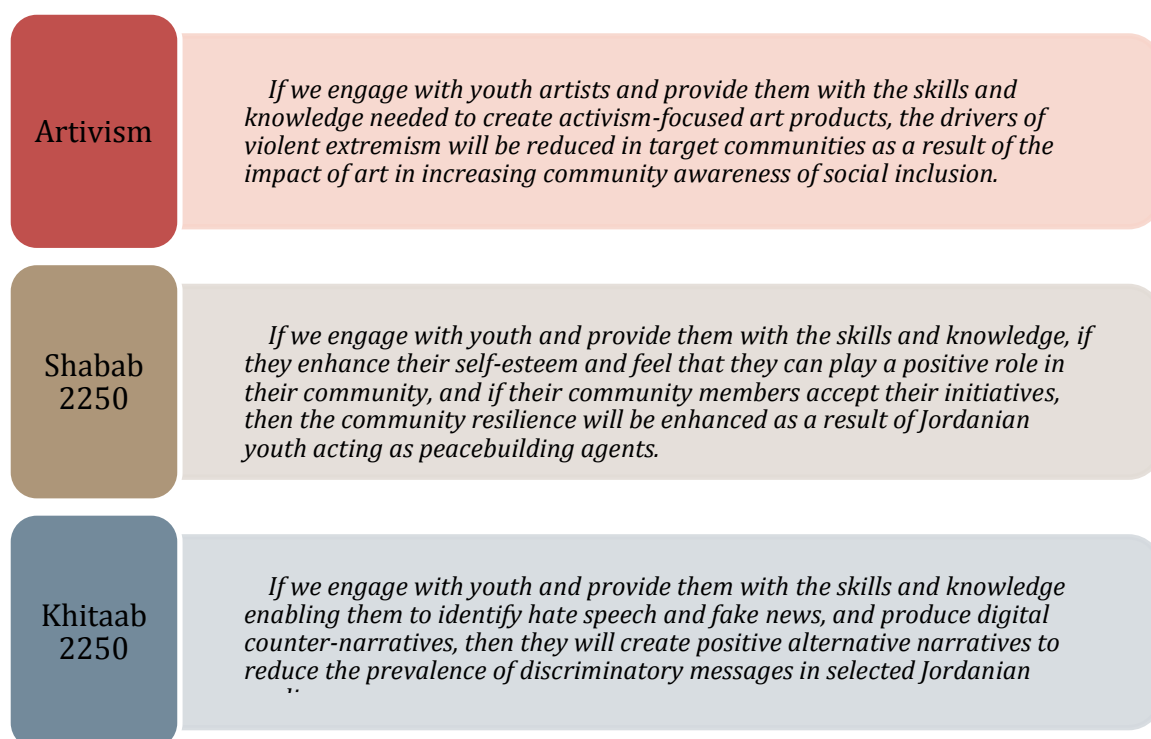 Artivism
If we engage with youth artists and provide them with the skills and
knowledge needed to create activism-focused art products, the drivers of
violent extremism will be reduced in target communities as a result of the
impact of art in increasing community awareness of social inclusion.
Shabab
2250
If we engage with youth and provide them with the skills and knowledge, if
they enhance their self-esteem and feel that they can play a positive role in
their community, and if their community members accept their initiatives,
then the community resilience will be enhanced as a result of Jordanian
youth acting as peacebuilding agents.
Khitaab
2250
If we engage with youth and provide them with the skills and knowledge
enabling them to identify hate speech and fake news, and produce digital
counter-narratives, then they will create positive alternative narratives to
reduce the prevalence of discriminatory messages in selected Jordanian